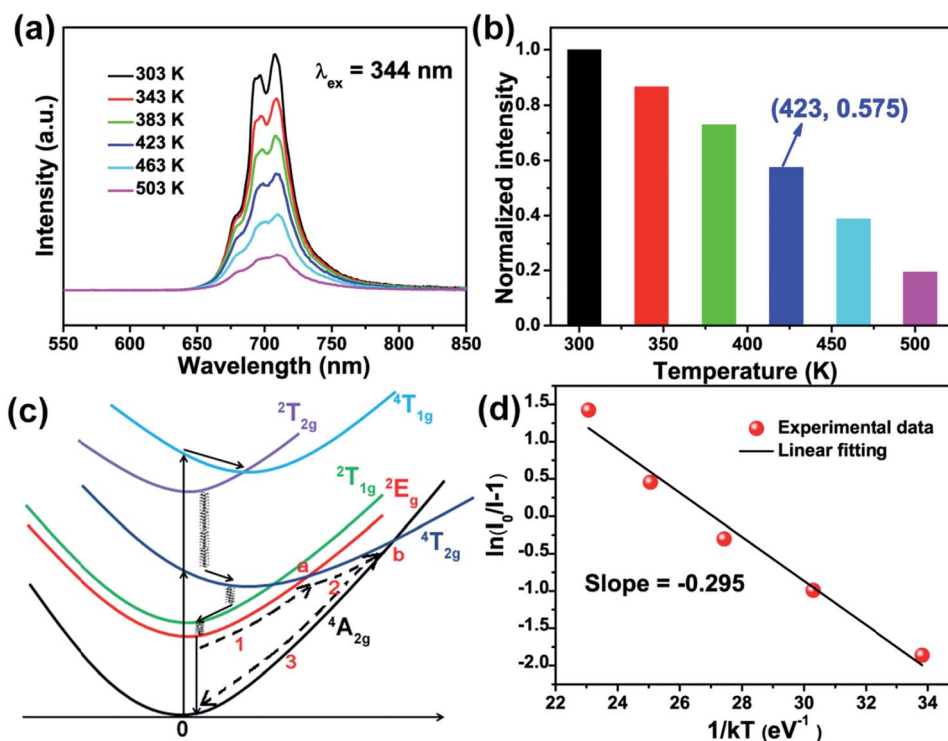 (a)
303 K
343 K
383 K
423 K
463 K
503 K
λex = 344 nm
Intensity (a.u.)
550 600 650 700 750 800 850
Wavelength (nm)
(b)
(423, 0.575)
Normalized intensity
1.0
0.8
0.6
0.4
0.2
0.0
300 350 400 450 500
Temperature (K)
(c)
²T2g
⁴T1g
²T1g
²Eg
⁴T2g
a
b
2
1
⁴A2g
3
0
(d)
Experimental data
Linear fitting
Slope = -0.295
ln(I0/I-1)
1.5
1.0
0.5
0.0
-0.5
-1.0
-1.5
-2.0
22 24 26 28 30 32 34
1/kT (eV⁻¹)